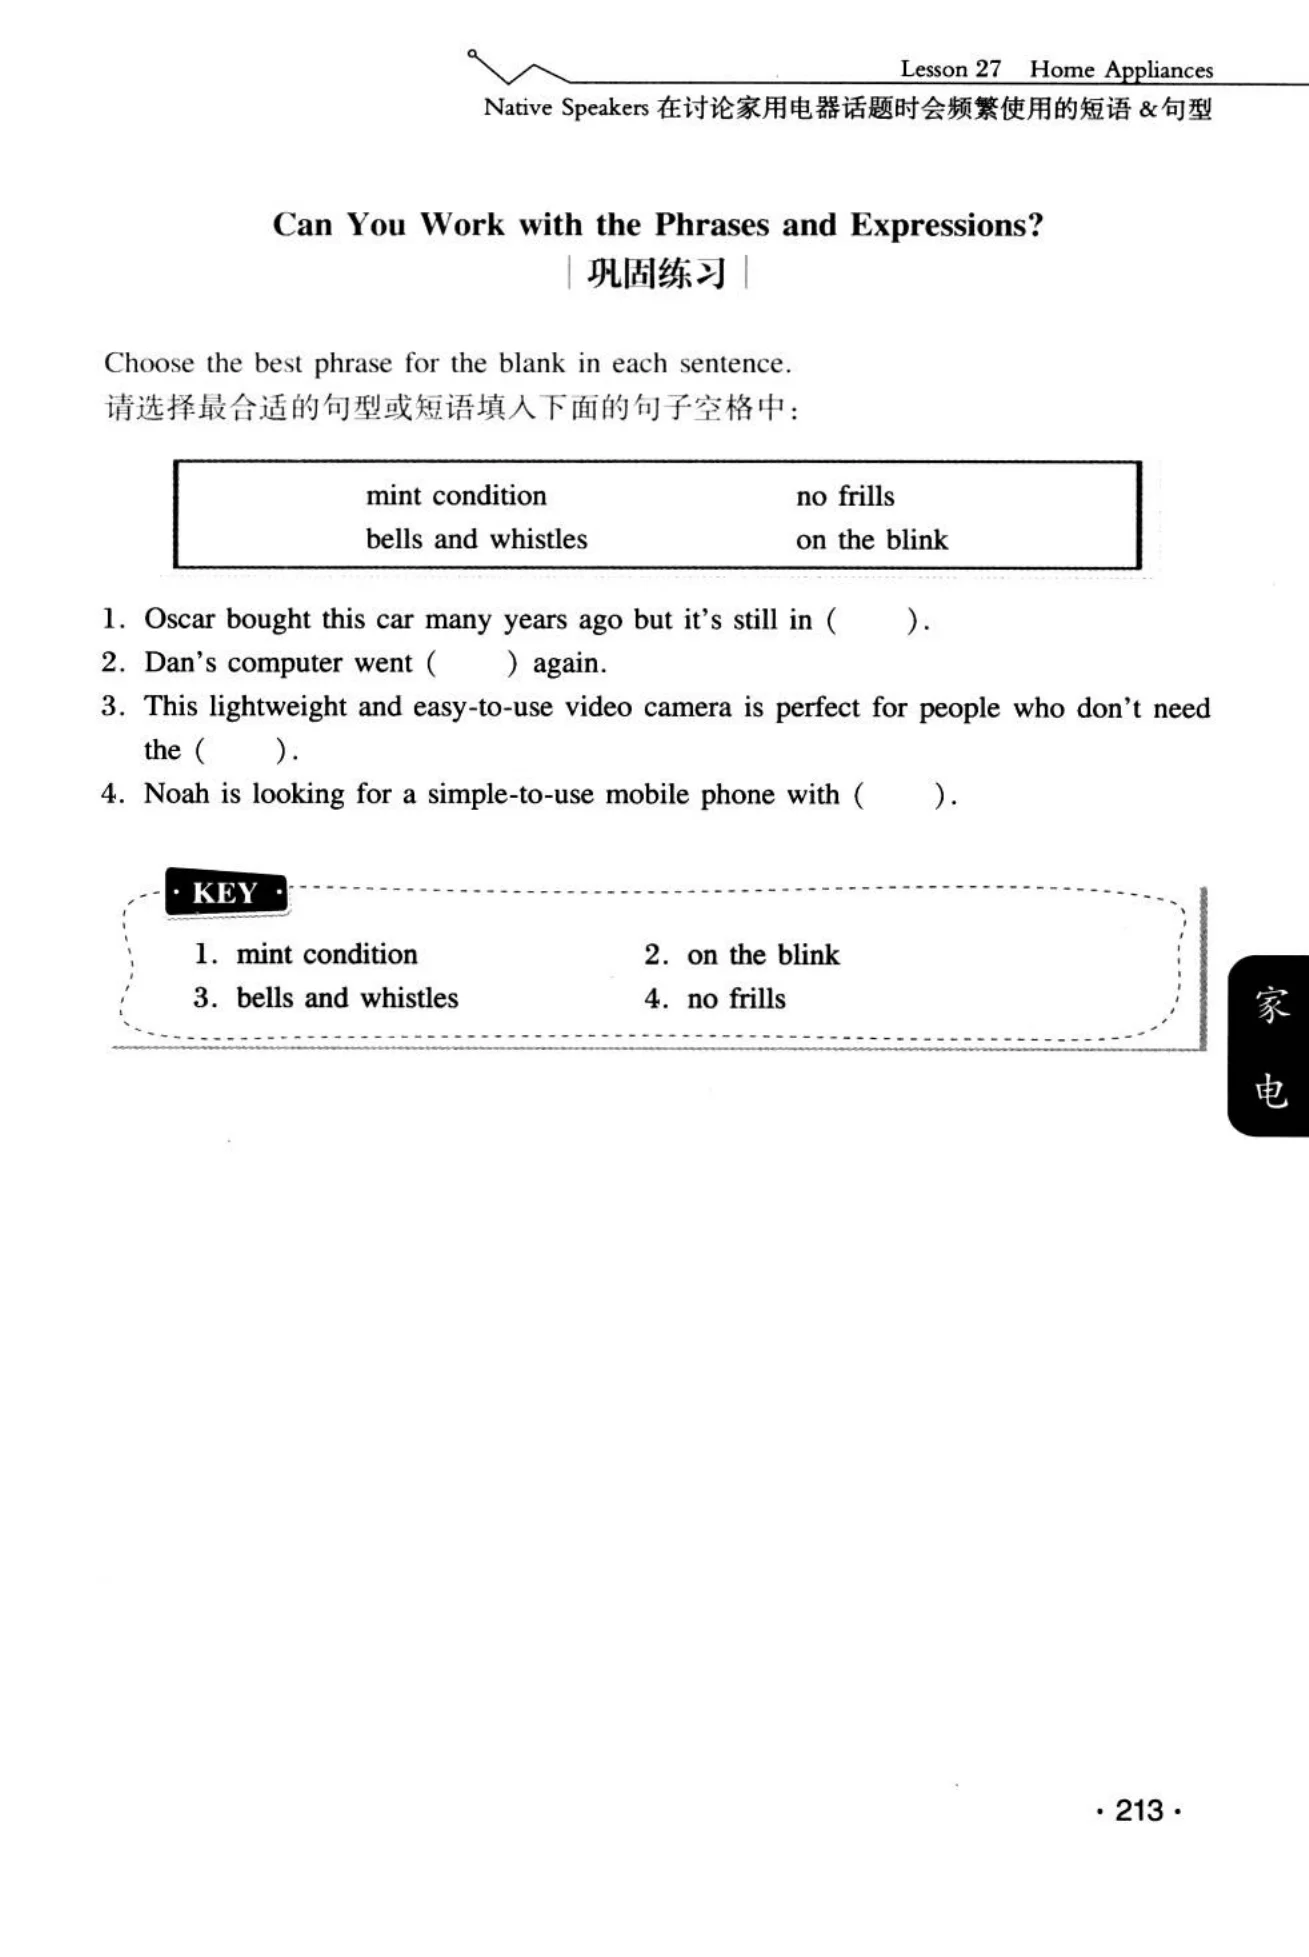 Lesson 27 Home Appliances
Native Speakers 在讨论家用电器话题时会频繁使用的短语 &句型
Can You Work with the Phrases and Expressions?
巩固练习
Choose the best phrase for the blank in each sentence.
请选择最合适的句型或短语填入下面的句子空格中：
mint condition no frills
bells and whistles on the blink
1. Oscar bought this car many years ago but it's still in ( ).
2. Dan's computer went ( ) again.
3. This lightweight and easy-to-use video camera is perfect for people who don't need
the ( ).
4. Noah is looking for a simple-to-use mobile phone with ( ).
· KEY ·
1. mint condition 2. on the blink
3. bells and whistles 4. no frills
家
电
· 213 ·